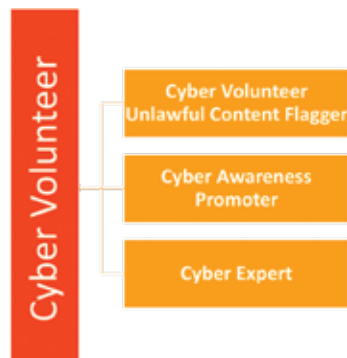 Cyber Volunteer
Cyber Volunteer
Unlawful Content Flagger
Cyber Awareness
Promoter
Cyber Expert